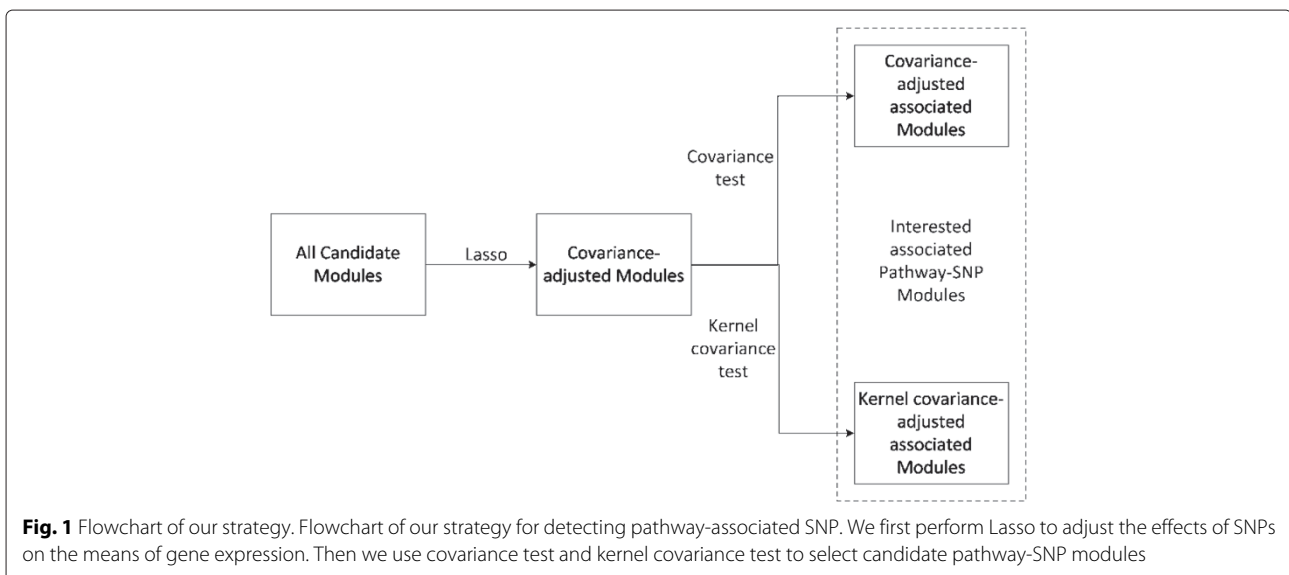 All Candidate
Modules
Lasso
Covariance-
adjusted Modules
Covariance
test
Kernel
covariance
test
Covariance-
adjusted
associated
Modules
Interested
associated
Pathway-SNP
Modules
Kernel covariance-
adjusted
associated
Modules
Fig. 1 Flowchart of our strategy. Flowchart of our strategy for detecting pathway-associated SNP. We first perform Lasso to adjust the effects of SNPs
on the means of gene expression. Then we use covariance test and kernel covariance test to select candidate pathway-SNP modules